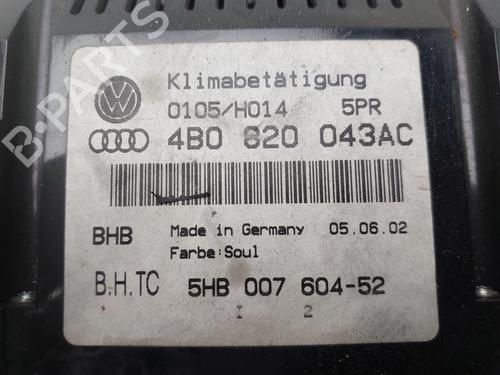 B-PARTS
Klimabetätigung
0105/H014 5PR
4B0 820 043AC
BHB Made in Germany 05.06.02
Farbe:Soul
B.H.TC 5HB 007 604-52
1 2